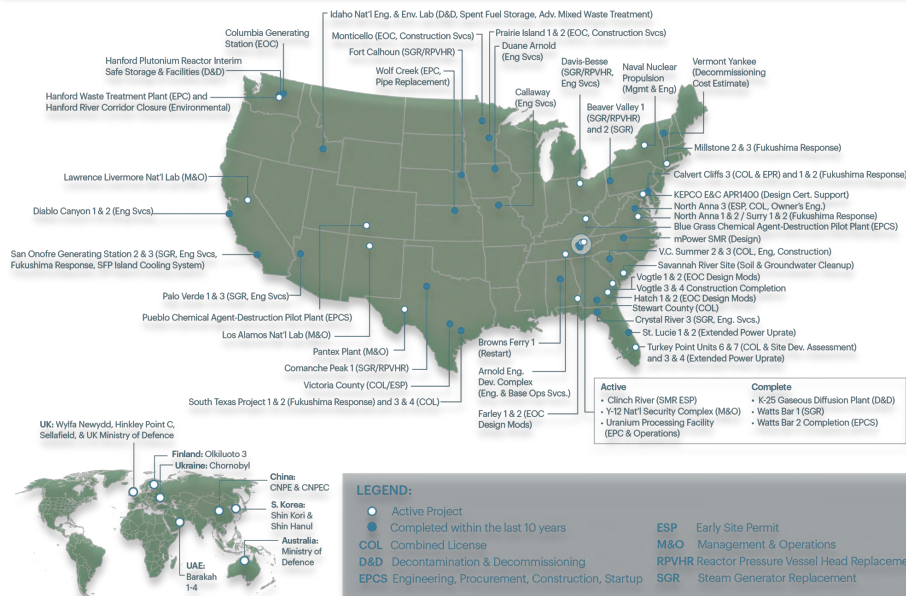 Idaho Nat'l Eng. & Env. Lab (D&D, Spent Fuel Storage, Adv. Mixed Waste Treatment)
Columbia Generating
Station (EOC)
Monticello (EOC, Construction Svcs)
Prairie Island 1 & 2 (EOC, Construction Svcs)
Fort Calhoun (SGR/RPVHR)
Duane Arnold
(Eng Svcs)
Hanford Plutonium Reactor Interim
Safe Storage & Facilities (D&D)
Wolf Creek (EPC,
Pipe Replacement)
Davis-Besse
(SGR/RPVHR,
Eng Svcs)
Naval Nuclear
Propulsion
(Mgmt & Eng)
Vermont Yankee
(Decommissioning
Cost Estimate)
Callaway
(Eng Svcs)
Hanford Waste Treatment Plant (EPC) and
Hanford River Corridor Closure (Environmental)
Beaver Valley 1
(SGR/RPVHR)
and 2 (SGR)
Millstone 2 & 3 (Fukushima Response)
Lawrence Livermore Nat'l Lab (M&O)
Calvert Cliffs 3 (COL & EPR) and 1 & 2 (Fukushima Response)
KEPCO E&C APR1400 (Design Cert. Support)
Diablo Canyon 1 & 2 (Eng Svcs)
North Anna 3 (ESP, COL, Owner's Eng.)
North Anna 1 & 2 / Surry 1 & 2 (Fukushima Response)
Blue Grass Chemical Agent-Destruction Pilot Plant (EPCS)
mPower SMR (Design)
San Onofre Generating Station 2 & 3 (SGR, Eng Svcs,
Fukushima Response, SFP Island Cooling System)
V.C. Summer 2 & 3 (COL, Eng, Construction)
Savannah River Site (Soil & Groundwater Cleanup)
Vogtle 1 & 2 (EOC Design Mods)
Vogtle 3 & 4 Construction Completion
Palo Verde 1 & 3 (SGR, Eng Svcs)
Hatch 1 & 2 (EOC Design Mods)
Stewart County (COL)
Pueblo Chemical Agent-Destruction Pilot Plant (EPCS)
Crystal River 3 (SGR, Eng. Svcs.)
Los Alamos Nat'l Lab (M&O)
St. Lucie 1 & 2 (Extended Power Uprate)
Pantex Plant (M&O)
Browns Ferry 1
(Restart)
Turkey Point Units 6 & 7 (COL & Site Dev. Assessment)
and 3 & 4 (Extended Power Uprate)
Comanche Peak 1 (SGR/RPVHR)
Arnold Eng.
Dev. Complex
(Eng. & Base Ops Svcs.)
Victoria County (COL/ESP)
South Texas Project 1 & 2 (Fukushima Response) and 3 & 4 (COL)
Farley 1 & 2 (EOC
Design Mods)
Active
• Clinch River (SMR ESP)
• Y-12 Nat'l Security Complex (M&O)
• Uranium Processing Facility
(EPC & Operations)
Complete
• K-25 Gaseous Diffusion Plant (D&D)
• Watts Bar 1 (SGR)
• Watts Bar 2 Completion (EPCS)
UK: Wylfa Newydd, Hinkley Point C,
Sellafield, & UK Ministry of Defence
Finland: Olkiluoto 3
Ukraine: Chornobyl
China:
CNPE & CNPEC
S. Korea:
Shin Kori &
Shin Hanul
Australia:
Ministry of
Defence
UAE:
Barakah
1-4
LEGEND:
Active Project
Completed within the last 10 years
COL Combined License
D&D Decontamination & Decommissioning
EPCS Engineering, Procurement, Construction, Startup
ESP Early Site Permit
M&O Management & Operations
RPVHR Reactor Pressure Vessel Head Replaceme
SGR Steam Generator Replacement